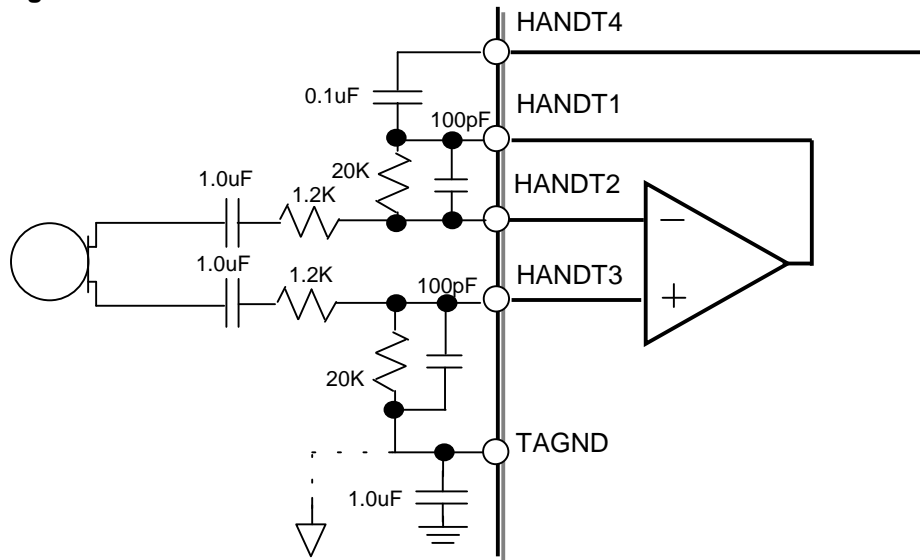 g
HANDT4
0.1uF
100pF
HANDT1
20K
1.0uF
1.2K
HANDT2
1.0uF
1.2K
100pF
HANDT3
20K
TAGND
1.0uF